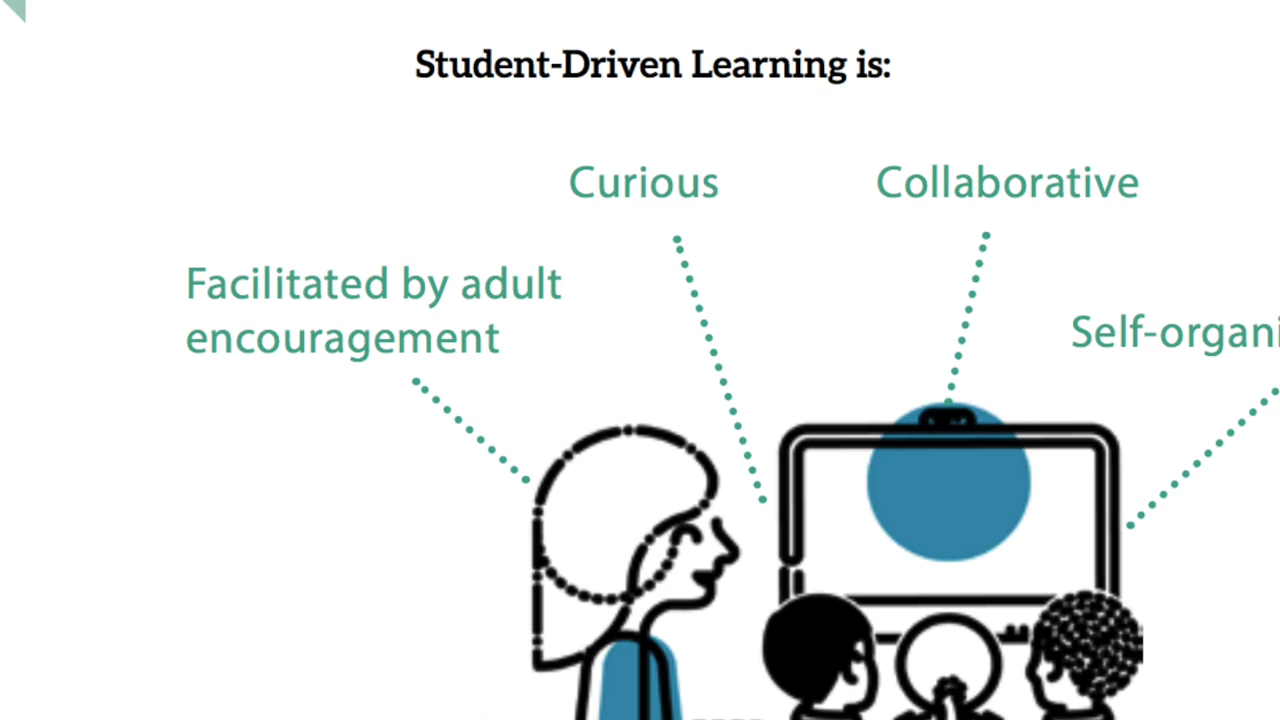 Student-Driven Learning is:
Curious
Collaborative
Facilitated by adult
encouragement
Self-organi